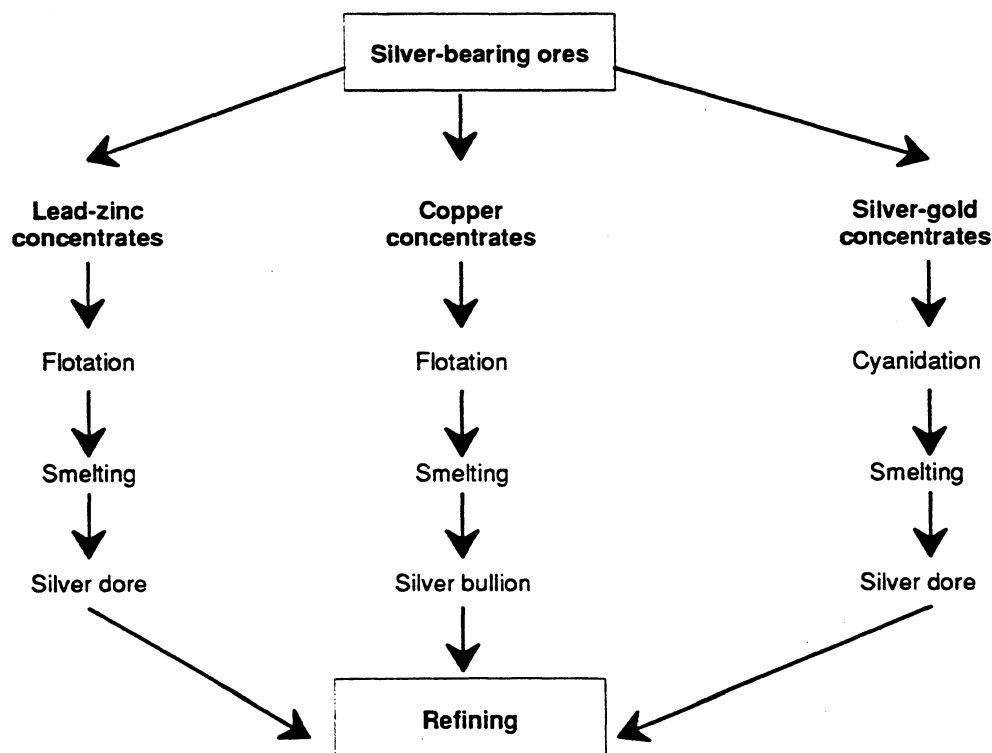 Silver-bearing ores
Lead-zinc
concentrates
Copper
concentrates
Silver-gold
concentrates
Flotation
Flotation
Cyanidation
Smelting
Smelting
Smelting
Silver dore
Silver bullion
Silver dore
Refining